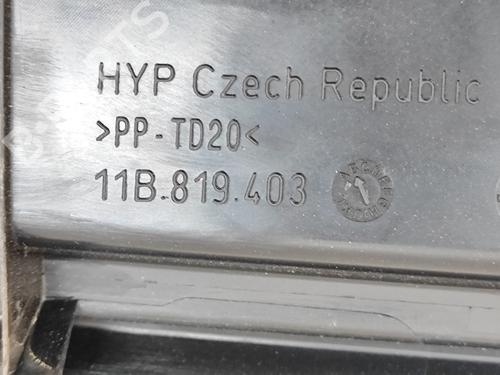 HYP Czech Republic
>PP-TD20<
11B.819.403